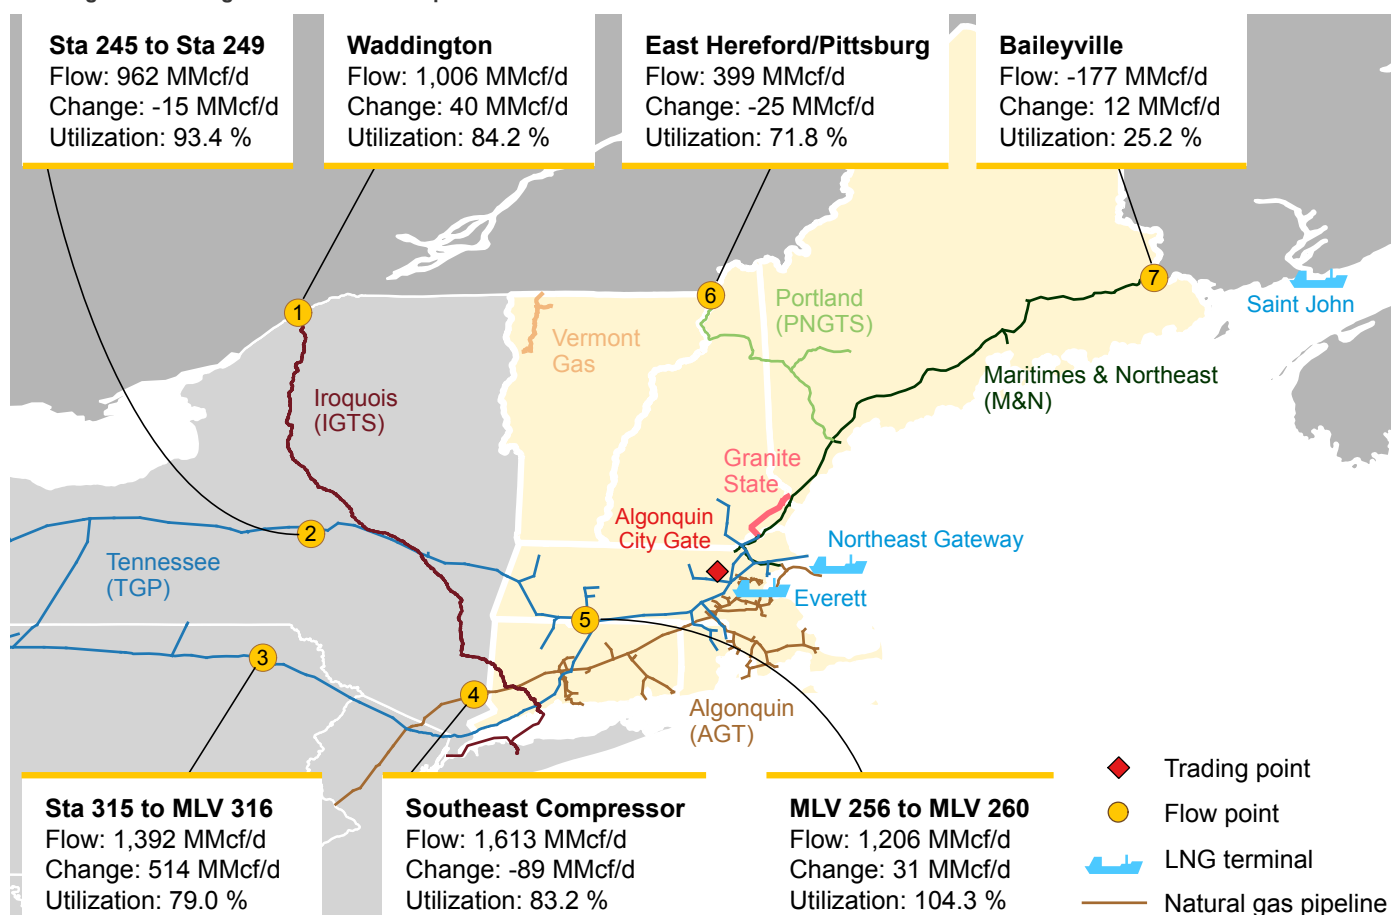 Sta 245 to Sta 249
Flow: 962 MMcf/d
Change: -15 MMcf/d
Utilization: 93.4 %
Waddington
Flow: 1,006 MMcf/d
Change: 40 MMcf/d
Utilization: 84.2 %
East Hereford/Pittsburg
Flow: 399 MMcf/d
Change: -25 MMcf/d
Utilization: 71.8 %
Baileyville
Flow: -177 MMcf/d
Change: 12 MMcf/d
Utilization: 25.2 %
1
6
7
Saint John
Portland
(PNGTS)
Vermont
Gas
Maritimes & Northeast
(M&N)
Iroquois
(IGTS)
Granite
State
Algonquin
City Gate
2
Northeast Gateway
Tennessee
(TGP)
Everett
5
3
4
Algonquin
(AGT)
Sta 315 to MLV 316
Flow: 1,392 MMcf/d
Change: 514 MMcf/d
Utilization: 79.0 %
Southeast Compressor
Flow: 1,613 MMcf/d
Change: -89 MMcf/d
Utilization: 83.2 %
MLV 256 to MLV 260
Flow: 1,206 MMcf/d
Change: 31 MMcf/d
Utilization: 104.3 %
Trading point
Flow point
LNG terminal
Natural gas pipeline